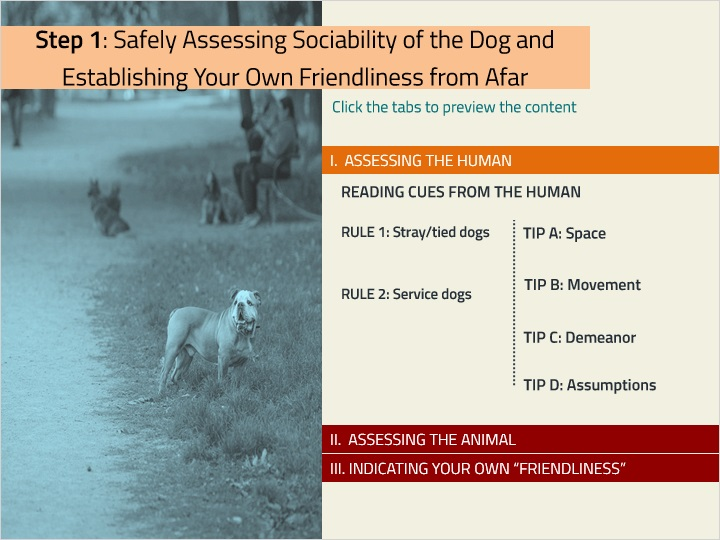 Step 1: Safely Assessing Sociability of the Dog and
Establishing Your Own Friendliness from Afar
Click the tabs to preview the content
I. ASSESSING THE HUMAN
READING CUES FROM THE HUMAN
RULE 1: Stray/tied dogs
RULE 2: Service dogs
TIP A: Space
TIP B: Movement
TIP C: Demeanor
TIP D: Assumptions
II. ASSESSING THE ANIMAL
III. INDICATING YOUR OWN “FRIENDLINESS”